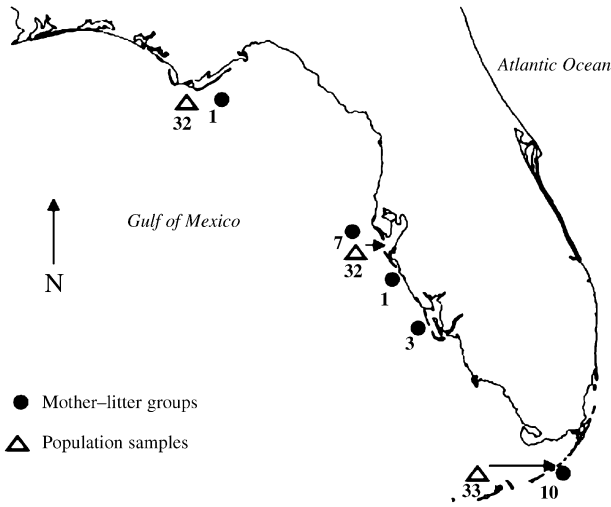 Atlantic Ocean
32
1
Gulf of Mexico
7
32
1
N
3
Mother–litter groups
Population samples
33
10